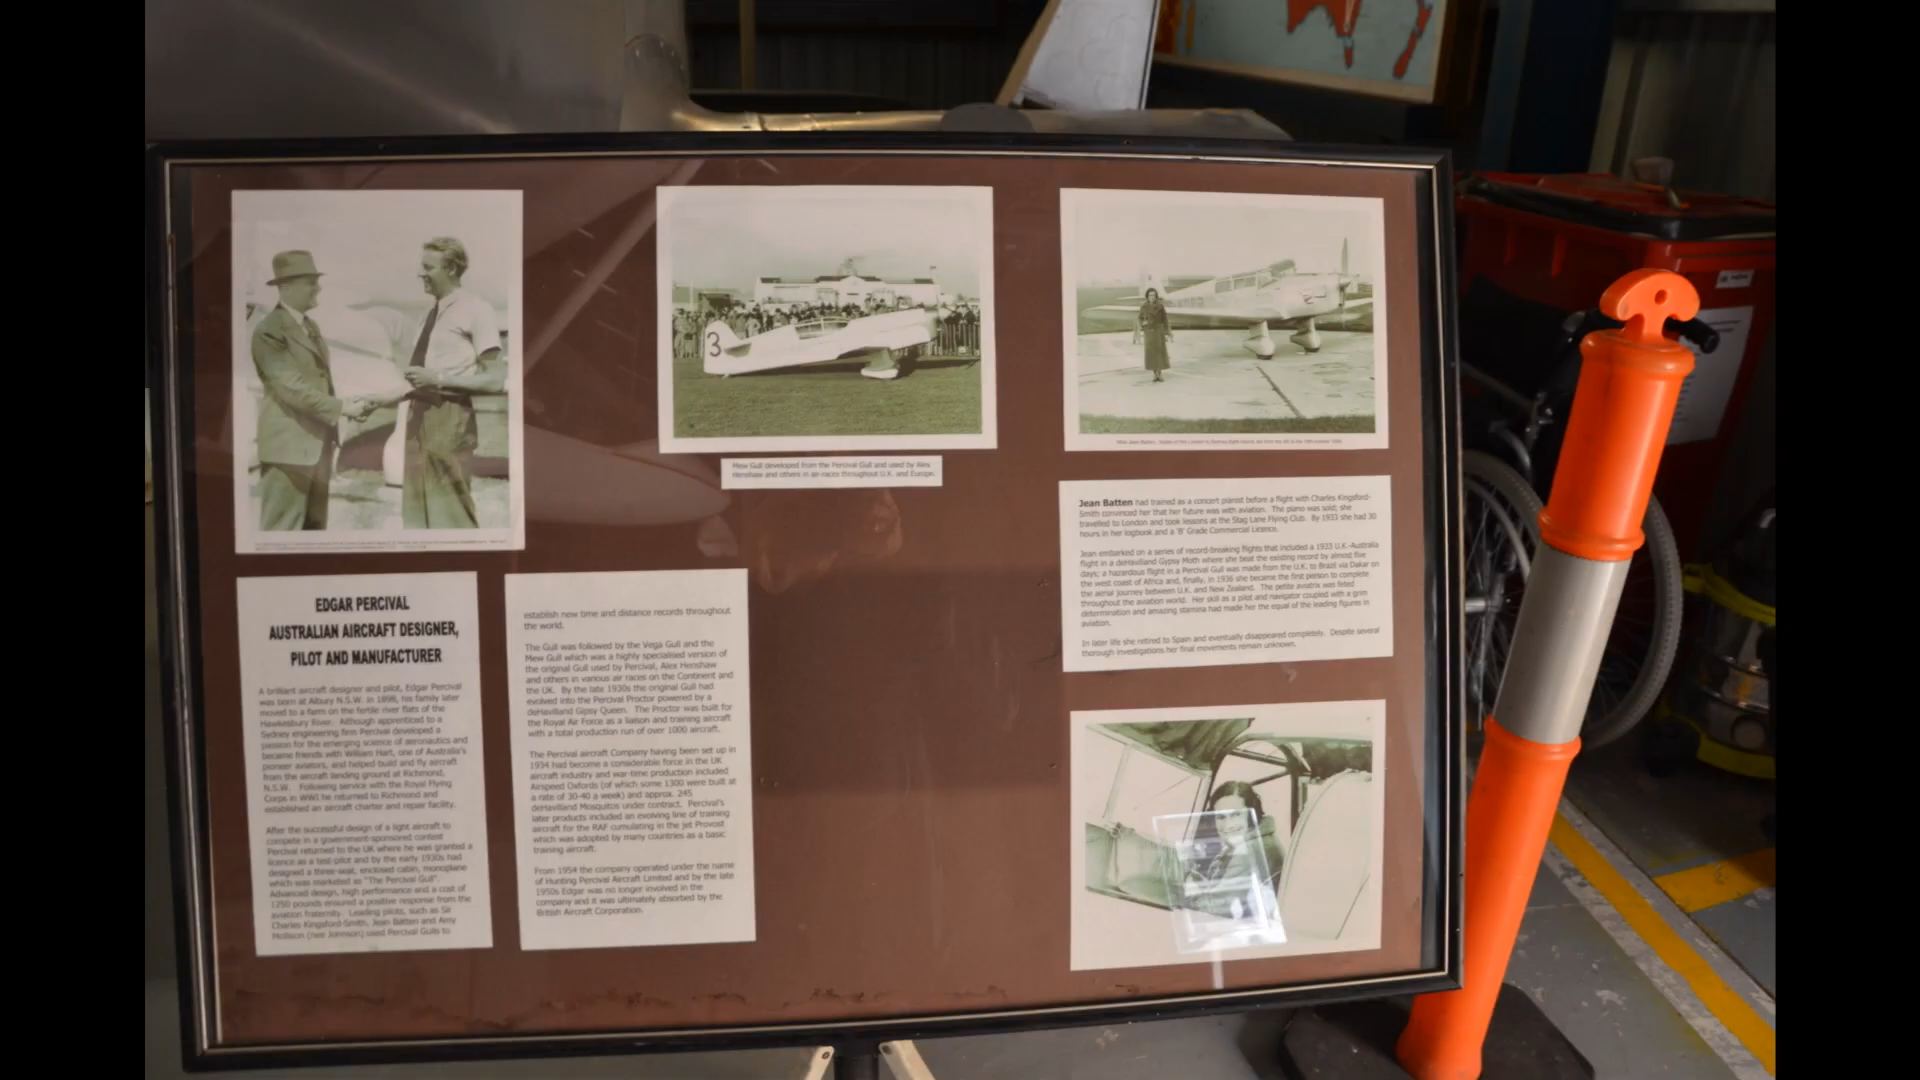 3
Mew Gull developed from the Percival Gull and used by Alex
Henshaw and others in air-races throughout U.K. and Europe.
EDGAR PERCIVAL
AUSTRALIAN AIRCRAFT DESIGNER,
PILOT AND MANUFACTURER
A brilliant aircraft designer and pilot, Edgar Percival
was born at Albury N.S.W. in 1898, his family later
moved to a farm on the fertile river flats of the
Hawkesbury River. Although apprenticed to a
Sydney engineering firm Percival developed a
passion for the emerging science of aeronautics and
became friends with William Hart, one of Australia's
pioneer aviators, and helped build and fly aircraft
from the aircraft landing ground at Richmond,
N.S.W. Following service with the Royal Flying
Corps in WWI he returned to Richmond and
established an aircraft charter and repair facility.
After the successful design of a light aircraft to
compete in a government-sponsored contest
Percival returned to the UK where he was granted a
licence as a test-pilot and by the early 1930s had
designed a three-seat, enclosed cabin, monoplane
which was marketed as "The Percival Gull".
Advanced design, high performance and a cost of
1250 pounds ensured a positive response from the
aviation fraternity. Leading pilots, such as Sir
Charles Kingsford-Smith, Jean Batten and Amy
Mollison (nee Johnson) used Percival Gulls to
establish new time and distance records throughout
the world.
The Gull was followed by the Vega Gull and the
Mew Gull which was a highly specialised version of
the original Gull used by Percival, Alex Henshaw
and others in various air races on the Continent and
the UK. By the late 1930s the original Gull had
evolved into the Percival Proctor powered by a
deHavilland Gipsy Queen. The Proctor was built for
the Royal Air Force as a liaison and training aircraft
with a total production run of over 1000 aircraft.
The Percival aircraft Company having been set up in
1934 had become a considerable force in the UK
aircraft industry and war-time production included
Airspeed Oxfords (of which some 1300 were built at
a rate of 30-40 a week) and approx. 245
deHavilland Mosquitos under contract. Percival's
later products included an evolving line of training
aircraft for the RAF cumulating in the jet Provost
which was adopted by many countries as a basic
training aircraft.
From 1954 the company operated under the name
of Hunting Percival Aircraft Limited and by the late
1950s Edgar was no longer involved in the
company and it was ultimately absorbed by the
British Aircraft Corporation.
Jean Batten had trained as a concert pianist before a flight with Charles Kingsford-
Smith convinced her that her future was with aviation. The piano was sold; she
travelled to London and took lessons at the Stag Lane Flying Club. By 1933 she had 30
hours in her logbook and a 'B' Grade Commercial Licence.
Jean embarked on a series of record-breaking flights that included a 1933 U.K.-Australia
flight in a deHavilland Gypsy Moth where she beat the existing record by almost five
days; a hazardous flight in a Percival Gull was made from the U.K. to Brazil via Dakar on
the west coast of Africa and, finally, in 1936 she became the first person to complete
the aerial journey between U.K. and New Zealand. The petite aviatrix was feted
throughout the aviation world. Her skill as a pilot and navigator coupled with a grim
determination and amazing stamina had made her the equal of the leading figures in
aviation.
In later life she retired to Spain and eventually disappeared completely. Despite several
thorough investigations her final movements remain unknown.